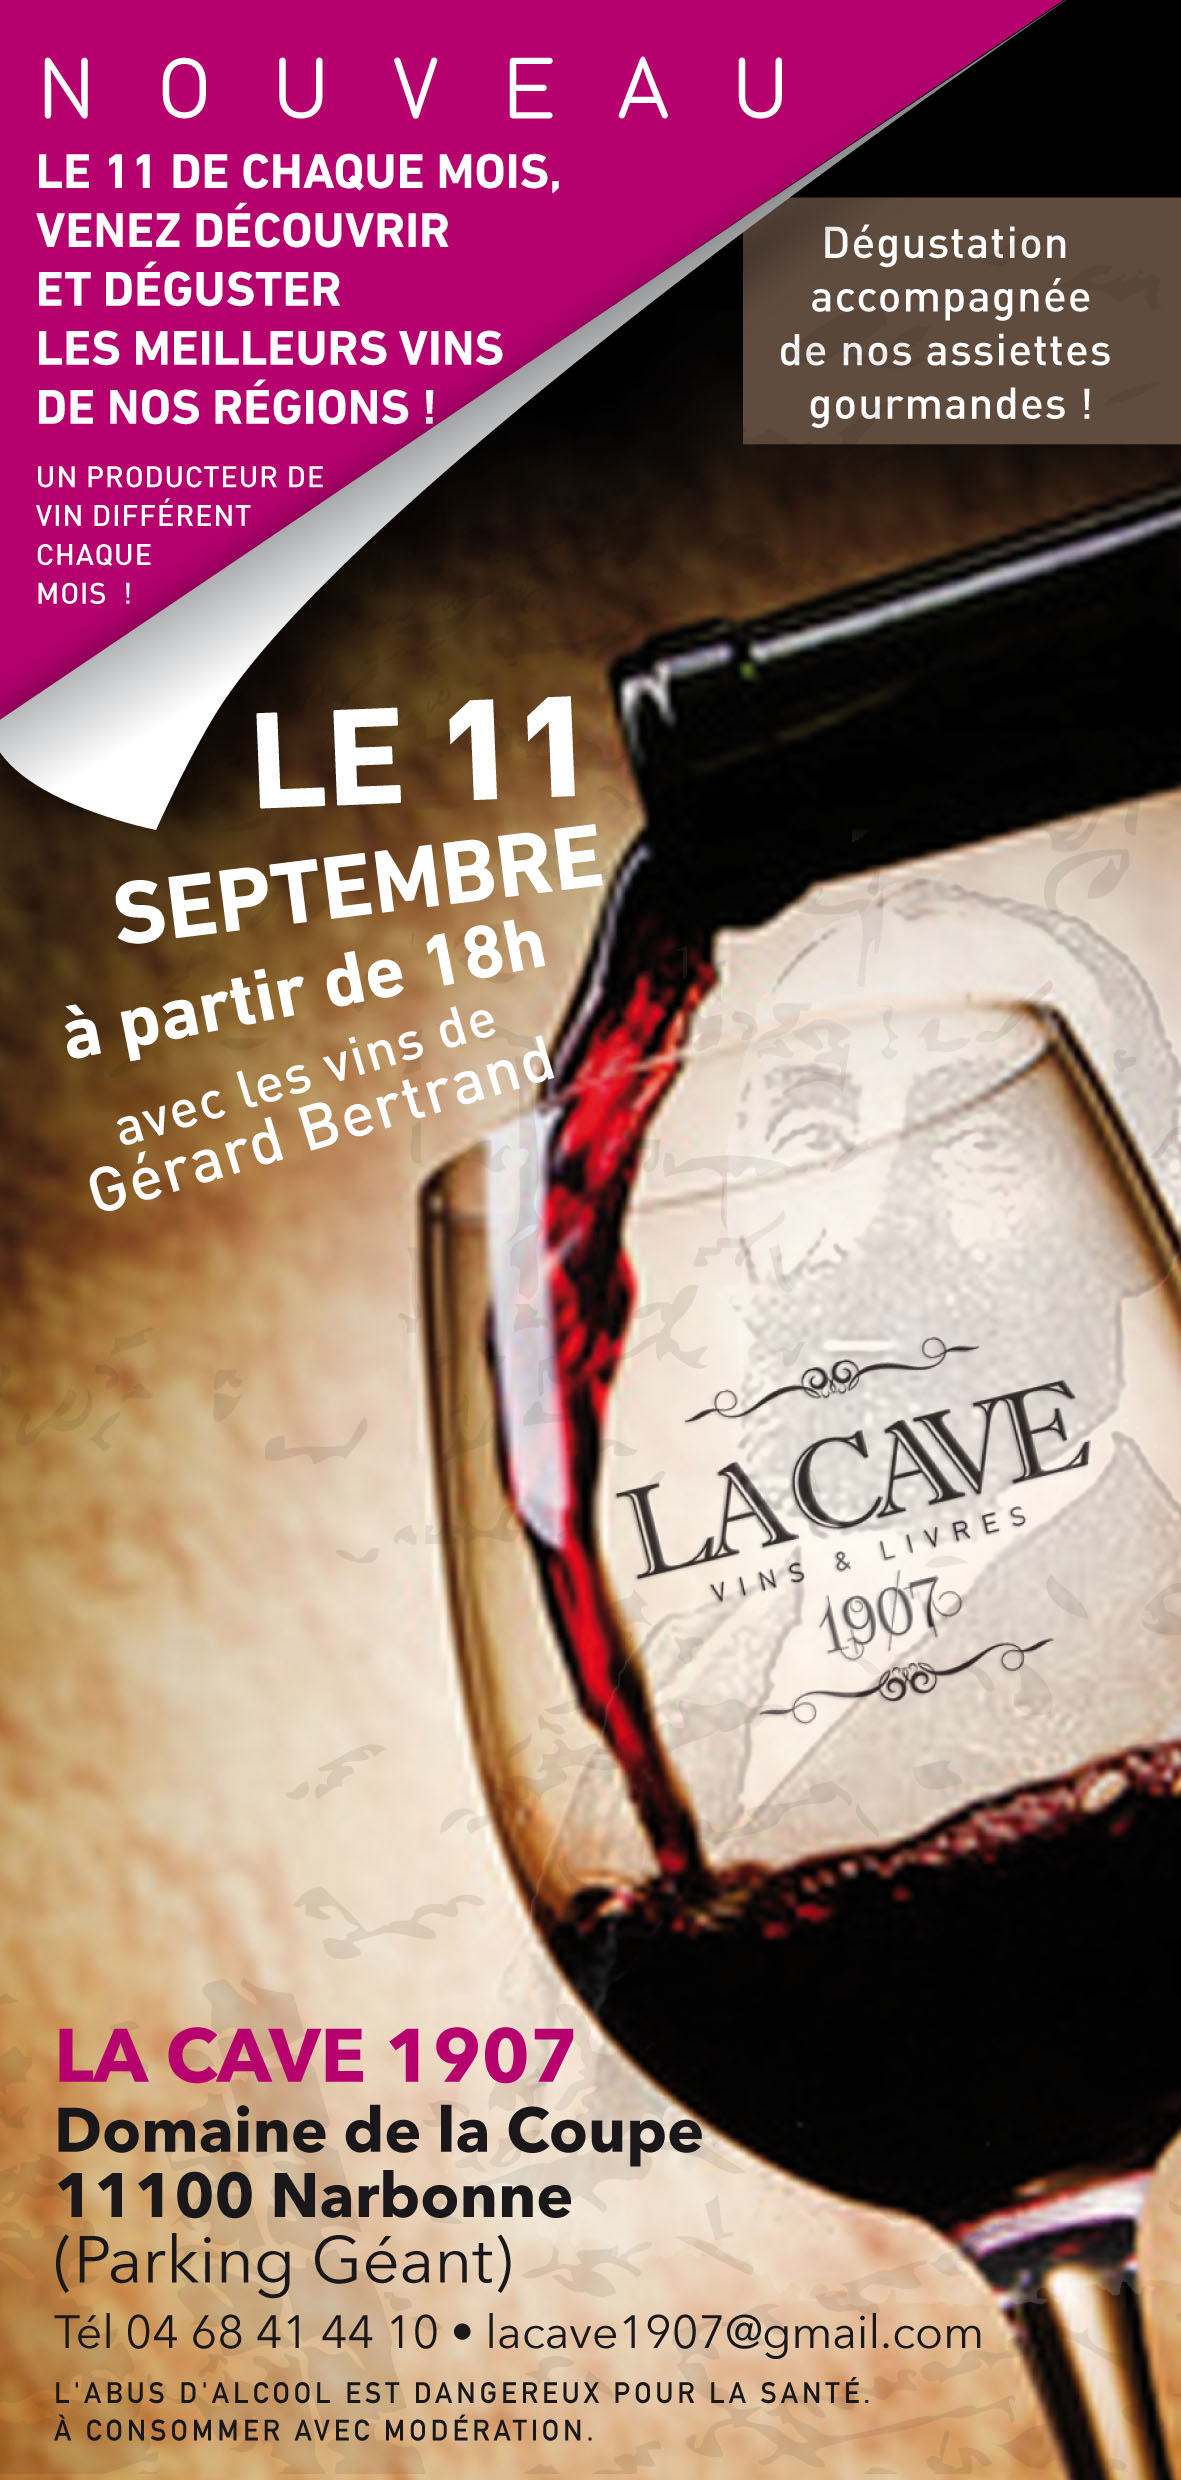 NOUVEAU
LE 11 DE CHAQUE MOIS,
VENEZ DÉCOUVRIR
ET DÉGUSTER
LES MEILLEURS VINS
DE NOS RÉGIONS !
UN PRODUCTEUR DE
VIN DIFFÉRENT
CHAQUE
MOIS !
Dégustation
accompagnée
de nos assiettes
gourmandes !
LE 11
SEPTEMBRE
à partir de 18h
avec les vins de
Gérard Bertrand
LA CAVE
VINS & LIVRES
1907
LA CAVE 1907
Domaine de la Coupe
11100 Narbonne
(Parking Géant)
Tél 04 68 41 44 10 • lacave1907@gmail.com
L'ABUS D'ALCOOL EST DANGEREUX POUR LA SANTÉ.
À CONSOMMER AVEC MODÉRATION.